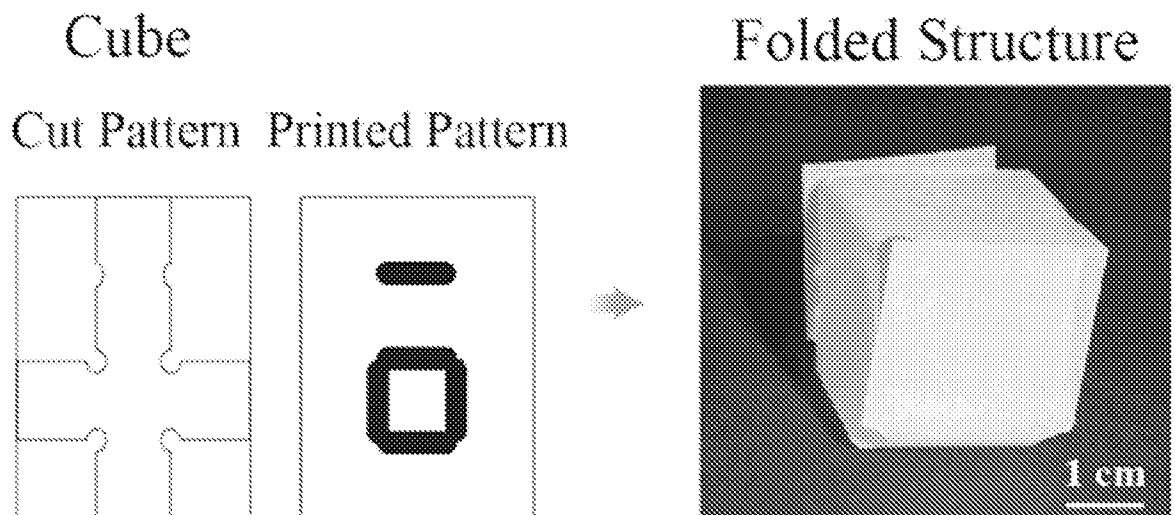 Cube
Folded Structure
Cut Pattern
Printed Pattern
1 cm